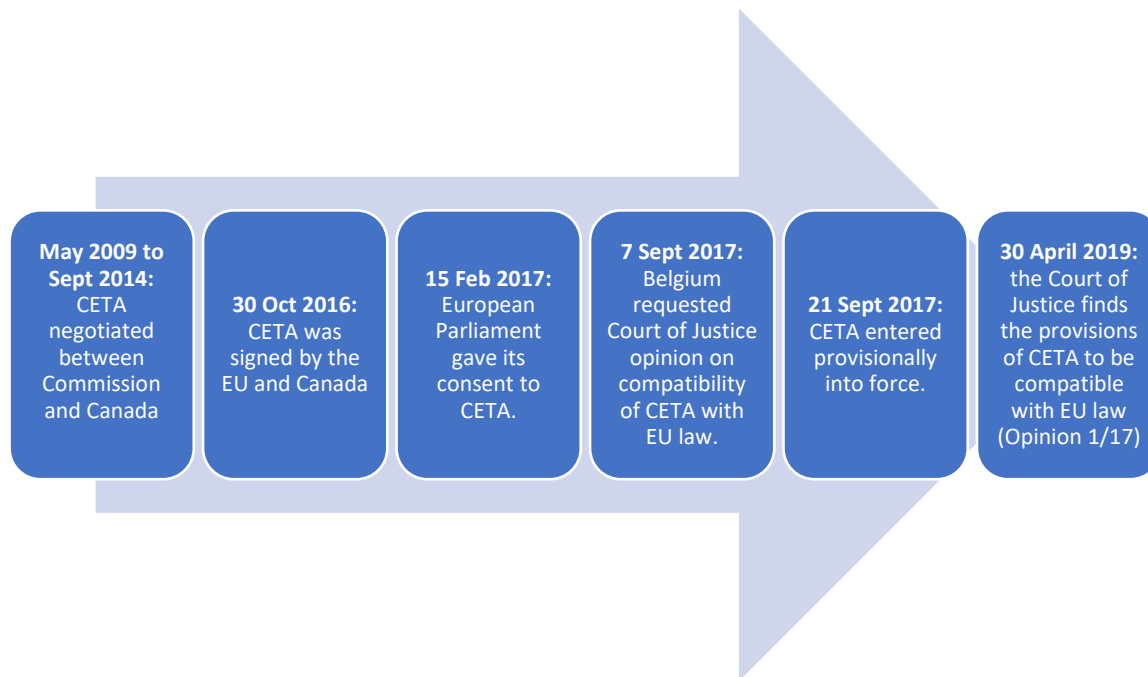 May 2009 to
Sept 2014:
CETA
negotiated
between
Commission
and Canada
30 Oct 2016:
CETA was
signed by the
EU and Canada
15 Feb 2017:
European
Parliament
gave its
consent to
CETA.
7 Sept 2017:
Belgium
requested
Court of Justice
opinion on
compatibility
of CETA with
EU law.
21 Sept 2017:
CETA entered
provisionally
into force.
30 April 2019:
the Court of
Justice finds
the provisions
of CETA to be
compatible
with EU law
(Opinion 1/17)